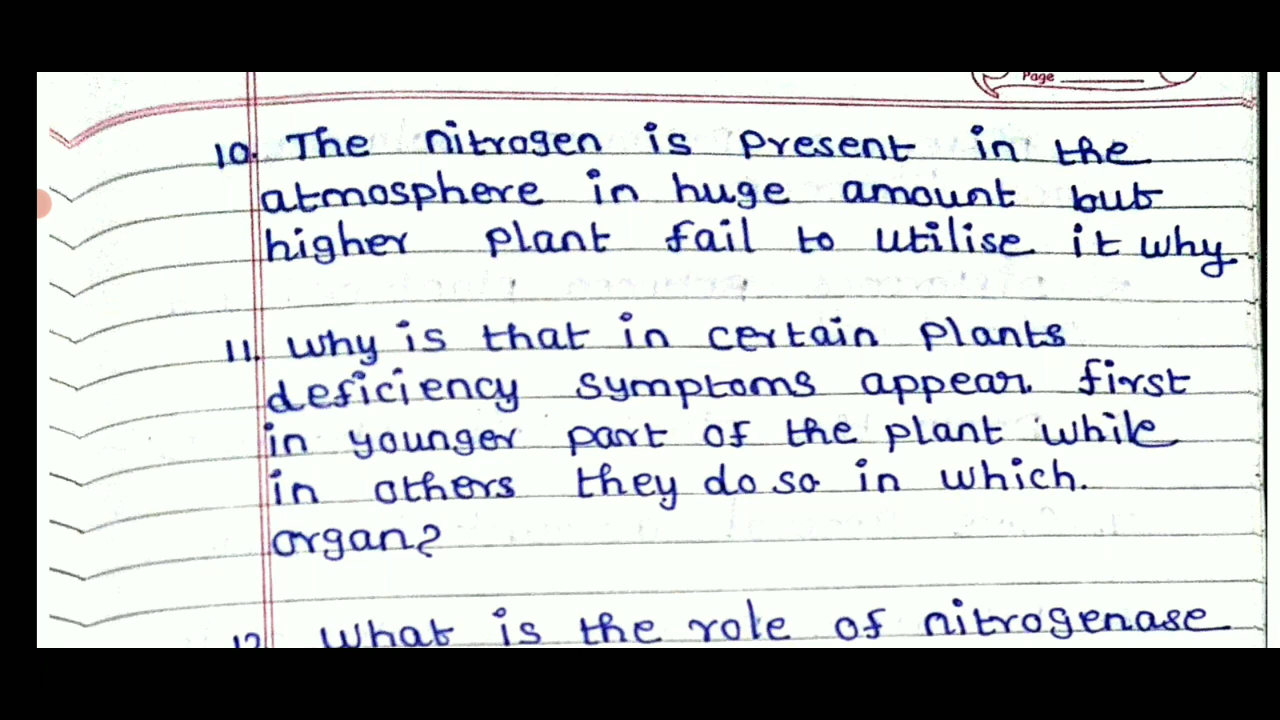 Page
10. The nitrogen is present in the
atmosphere in huge amount but
higher plant fail to utilise it why.
11. Why is that in certain plants
deficiency symptoms appear first
in younger part of the plant while
in others they do so in which.
organ?
12 What is the role of nitrogenase